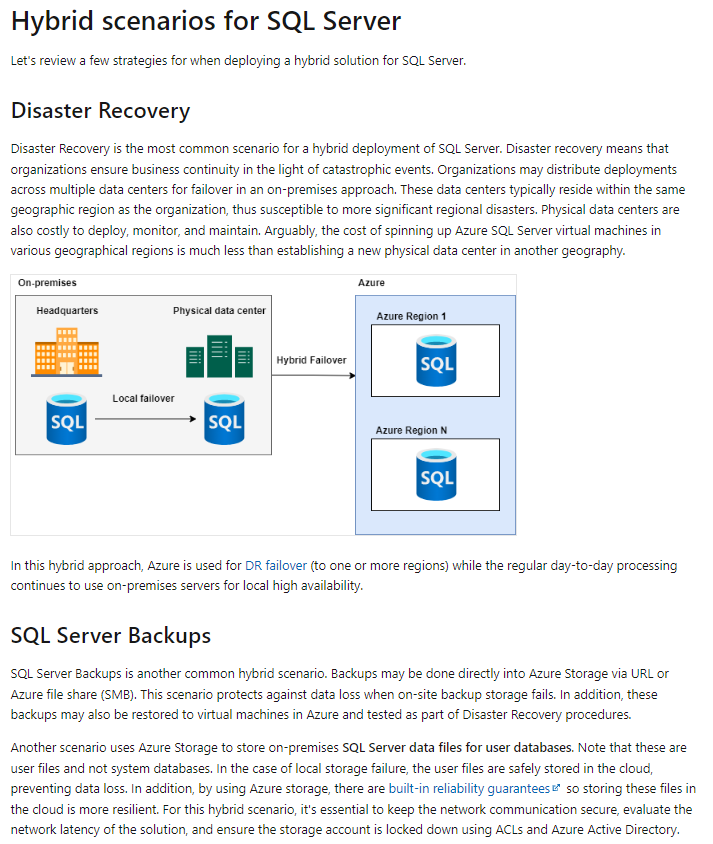 Hybrid scenarios for SQL Server
Let's review a few strategies for when deploying a hybrid solution for SQL Server.
Disaster Recovery
Disaster Recovery is the most common scenario for a hybrid deployment of SQL Server. Disaster recovery means that
organizations ensure business continuity in the light of catastrophic events. Organizations may distribute deployments
across multiple data centers for failover in an on-premises approach. These data centers typically reside within the same
geographic region as the organization, thus susceptible to more significant regional disasters. Physical data centers are
also costly to deploy, monitor, and maintain. Arguably, the cost of spinning up Azure SQL Server virtual machines in
various geographical regions is much less than establishing a new physical data center in another geography.
On-premises
Azure
Headquarters
Physical data center
Azure Region 1
SQL
Hybrid Failover
Local failover
SQL
SQL
Azure Region N
SQL
In this hybrid approach, Azure is used for DR failover (to one or more regions) while the regular day-to-day processing
continues to use on-premises servers for local high availability.
SQL Server Backups
SQL Server Backups is another common hybrid scenario. Backups may be done directly into Azure Storage via URL or
Azure file share (SMB). This scenario protects against data loss when on-site backup storage fails. In addition, these
backups may also be restored to virtual machines in Azure and tested as part of Disaster Recovery procedures.
Another scenario uses Azure Storage to store on-premises SQL Server data files for user databases. Note that these are
user files and not system databases. In the case of local storage failure, the user files are safely stored in the cloud,
preventing data loss. In addition, by using Azure storage, there are built-in reliability guarantees so storing these files in
the cloud is more resilient. For this hybrid scenario, it's essential to keep the network communication secure, evaluate the
network latency of the solution, and ensure the storage account is locked down using ACLs and Azure Active Directory.